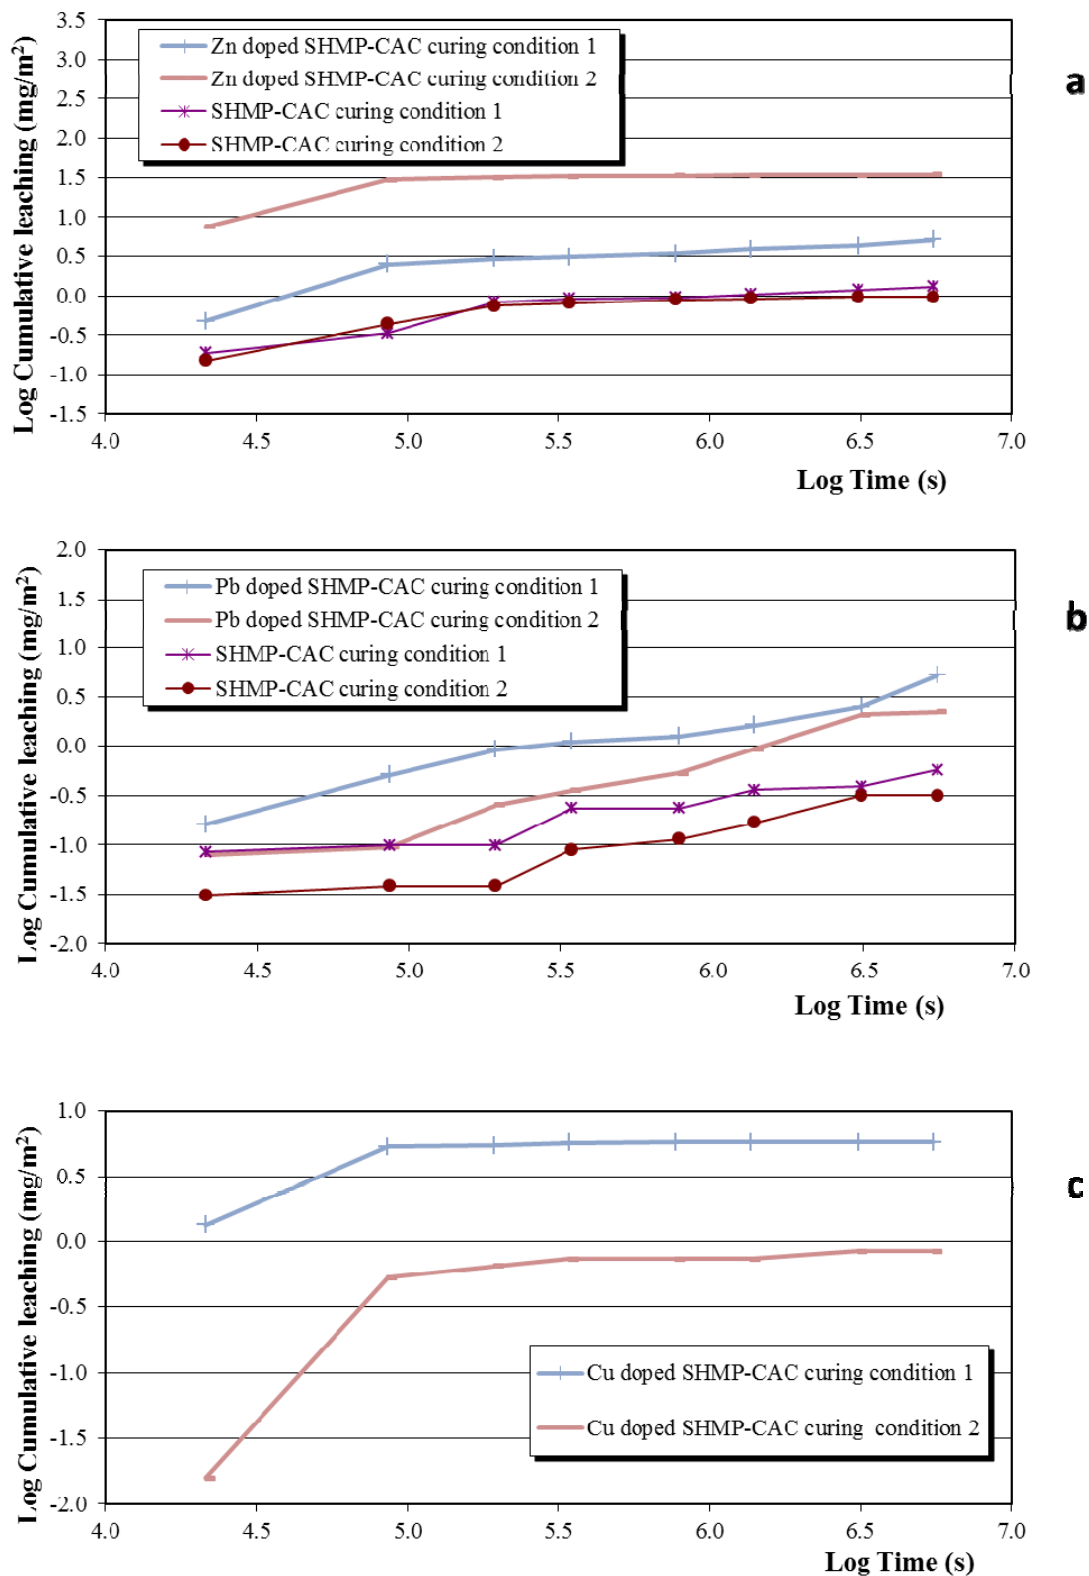 a
Log Cumulative leaching (mg/m²)
3.5
3.0
2.5
2.0
1.5
1.0
0.5
0.0
-0.5
-1.0
-1.5
Zn doped SHMP-CAC curing condition 1
Zn doped SHMP-CAC curing condition 2
SHMP-CAC curing condition 1
SHMP-CAC curing condition 2
4.0 4.5 5.0 5.5 6.0 6.5 7.0
Log Time (s)
b
Log Cumulative leaching (mg/m²)
2.0
1.5
1.0
0.5
0.0
-0.5
-1.0
-1.5
-2.0
Pb doped SHMP-CAC curing condition 1
Pb doped SHMP-CAC curing condition 2
SHMP-CAC curing condition 1
SHMP-CAC curing condition 2
4.0 4.5 5.0 5.5 6.0 6.5 7.0
Log Time (s)
c
Log Cumulative leaching (mg/m²)
1.0
0.5
0.0
-0.5
-1.0
-1.5
-2.0
Cu doped SHMP-CAC curing condition 1
Cu doped SHMP-CAC curing condition 2
4.0 4.5 5.0 5.5 6.0 6.5 7.0
Log Time (s)